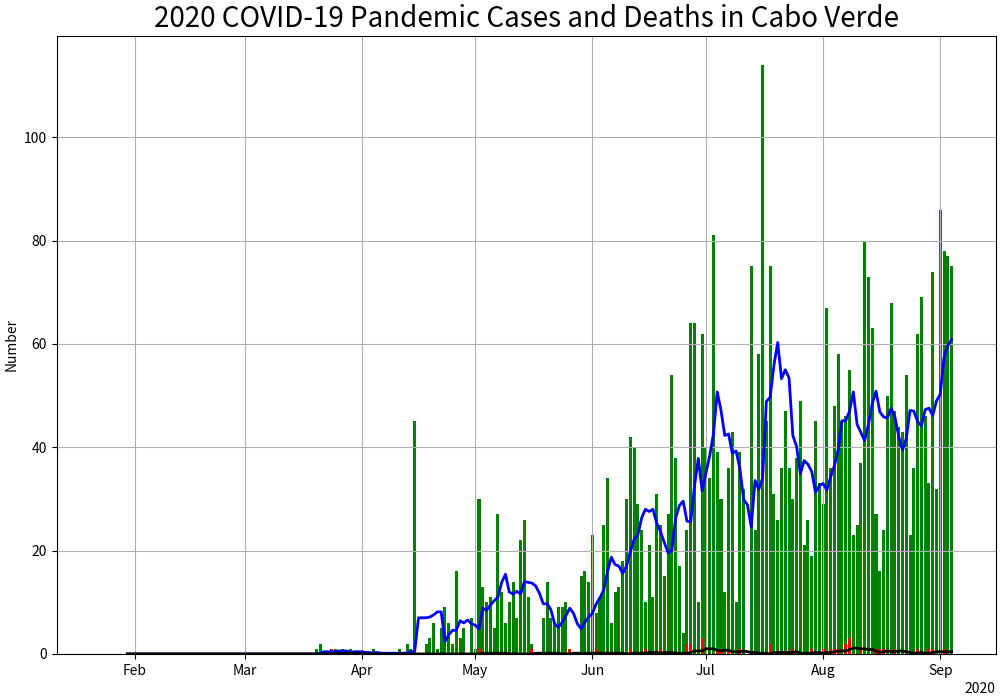 2020 COVID-19 Pandemic Cases and Deaths in Cabo Verde
Number
100
80
60
40
20
0
Feb Mar Apr May Jun Jul Aug Sep
2020